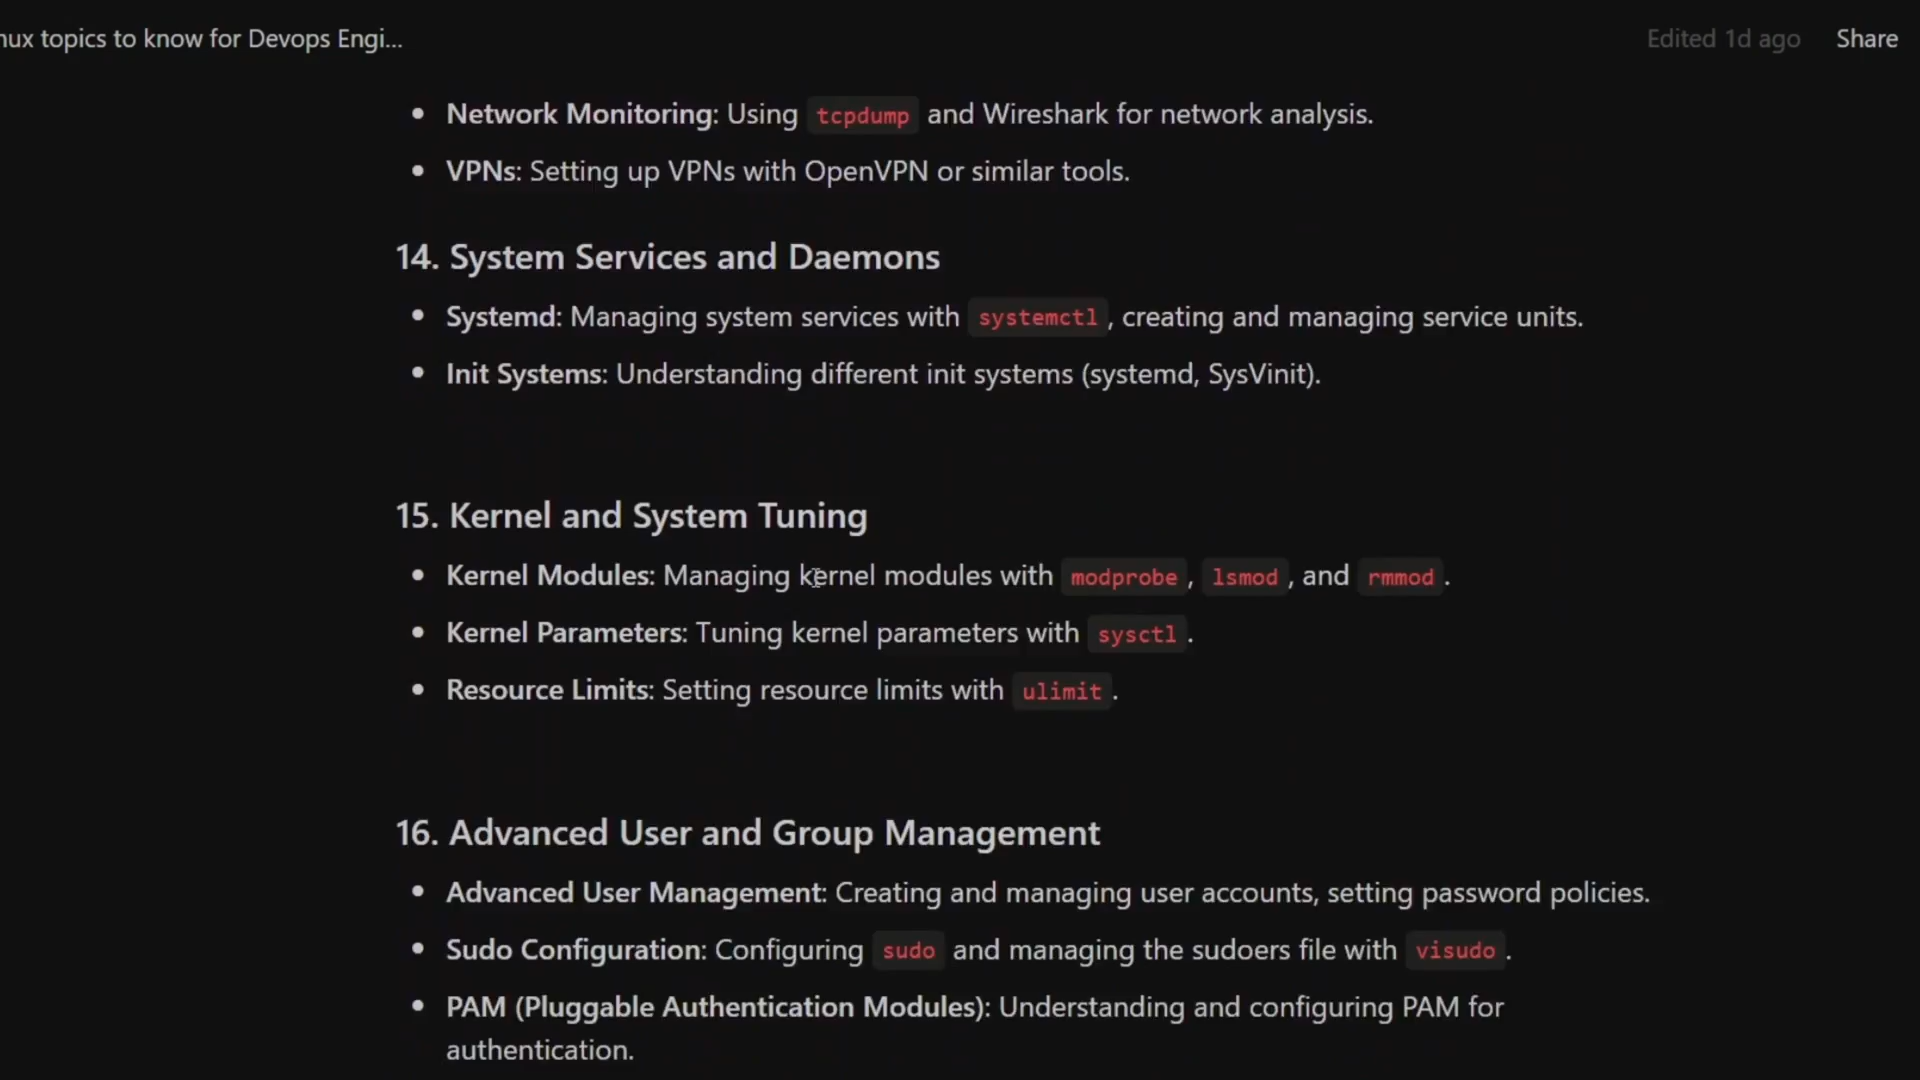 nux topics to know for Devops Engi...
Edited 1d ago
Share
• Network Monitoring: Using tcpdump and Wireshark for network analysis.
• VPNs: Setting up VPNs with OpenVPN or similar tools.
14. System Services and Daemons
• Systemd: Managing system services with systemctl, creating and managing service units.
• Init Systems: Understanding different init systems (systemd, SysVinit).
15. Kernel and System Tuning
• Kernel Modules: Managing kernel modules with modprobe, lsmod, and rmmod.
• Kernel Parameters: Tuning kernel parameters with sysctl.
• Resource Limits: Setting resource limits with ulimit.
16. Advanced User and Group Management
• Advanced User Management: Creating and managing user accounts, setting password policies.
• Sudo Configuration: Configuring sudo and managing the sudoers file with visudo.
• PAM (Pluggable Authentication Modules): Understanding and configuring PAM for
authentication.